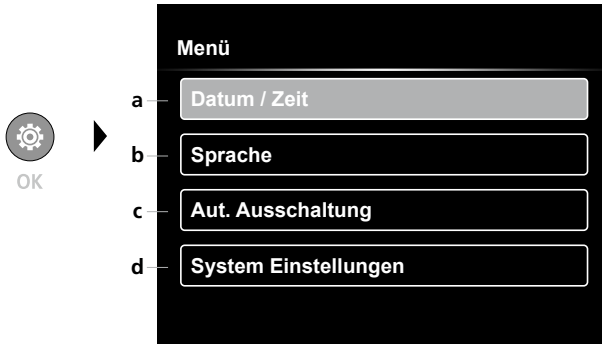 Menü
a Datum / Zeit
b Sprache
OK
c Aut. Ausschaltung
d System Einstellungen